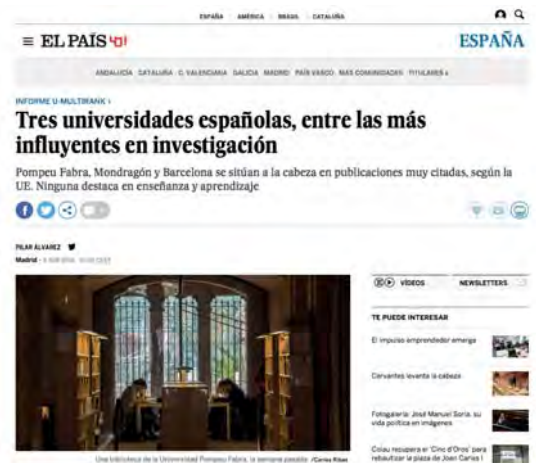 ESPAÑA AMÉRICA BRASIL CATALUÑA
EL PAÍS 40!
ESPAÑA
ANDALUCÍA CATALUÑA C. VALENCIANA GALICIA MADRID PAÍS VASCO MÁS COMUNIDADES TITULARES »
INFORME U-MULTIRANK ›
Tres universidades españolas, entre las más
influyentes en investigación
Pompeu Fabra, Mondragón y Barcelona se sitúan a la cabeza en publicaciones muy citadas, según la
UE. Ninguna destaca en enseñanza y aprendizaje
PILAR ÁLVAREZ
Madrid
VÍDEOS
NEWSLETTERS
TE PUEDE INTERESAR
El impulso emprendedor emerge
Cervantes levanta la cabeza
Fotogalería: José Manuel Soria, su
vida política en imágenes
Colau recupera el 'Cinc d'Oros' para
rebautizar la plaza de Joan Carles I
Una biblioteca de la Universidad Pompeu Fabra, la semana pasada. /Carles Ribas